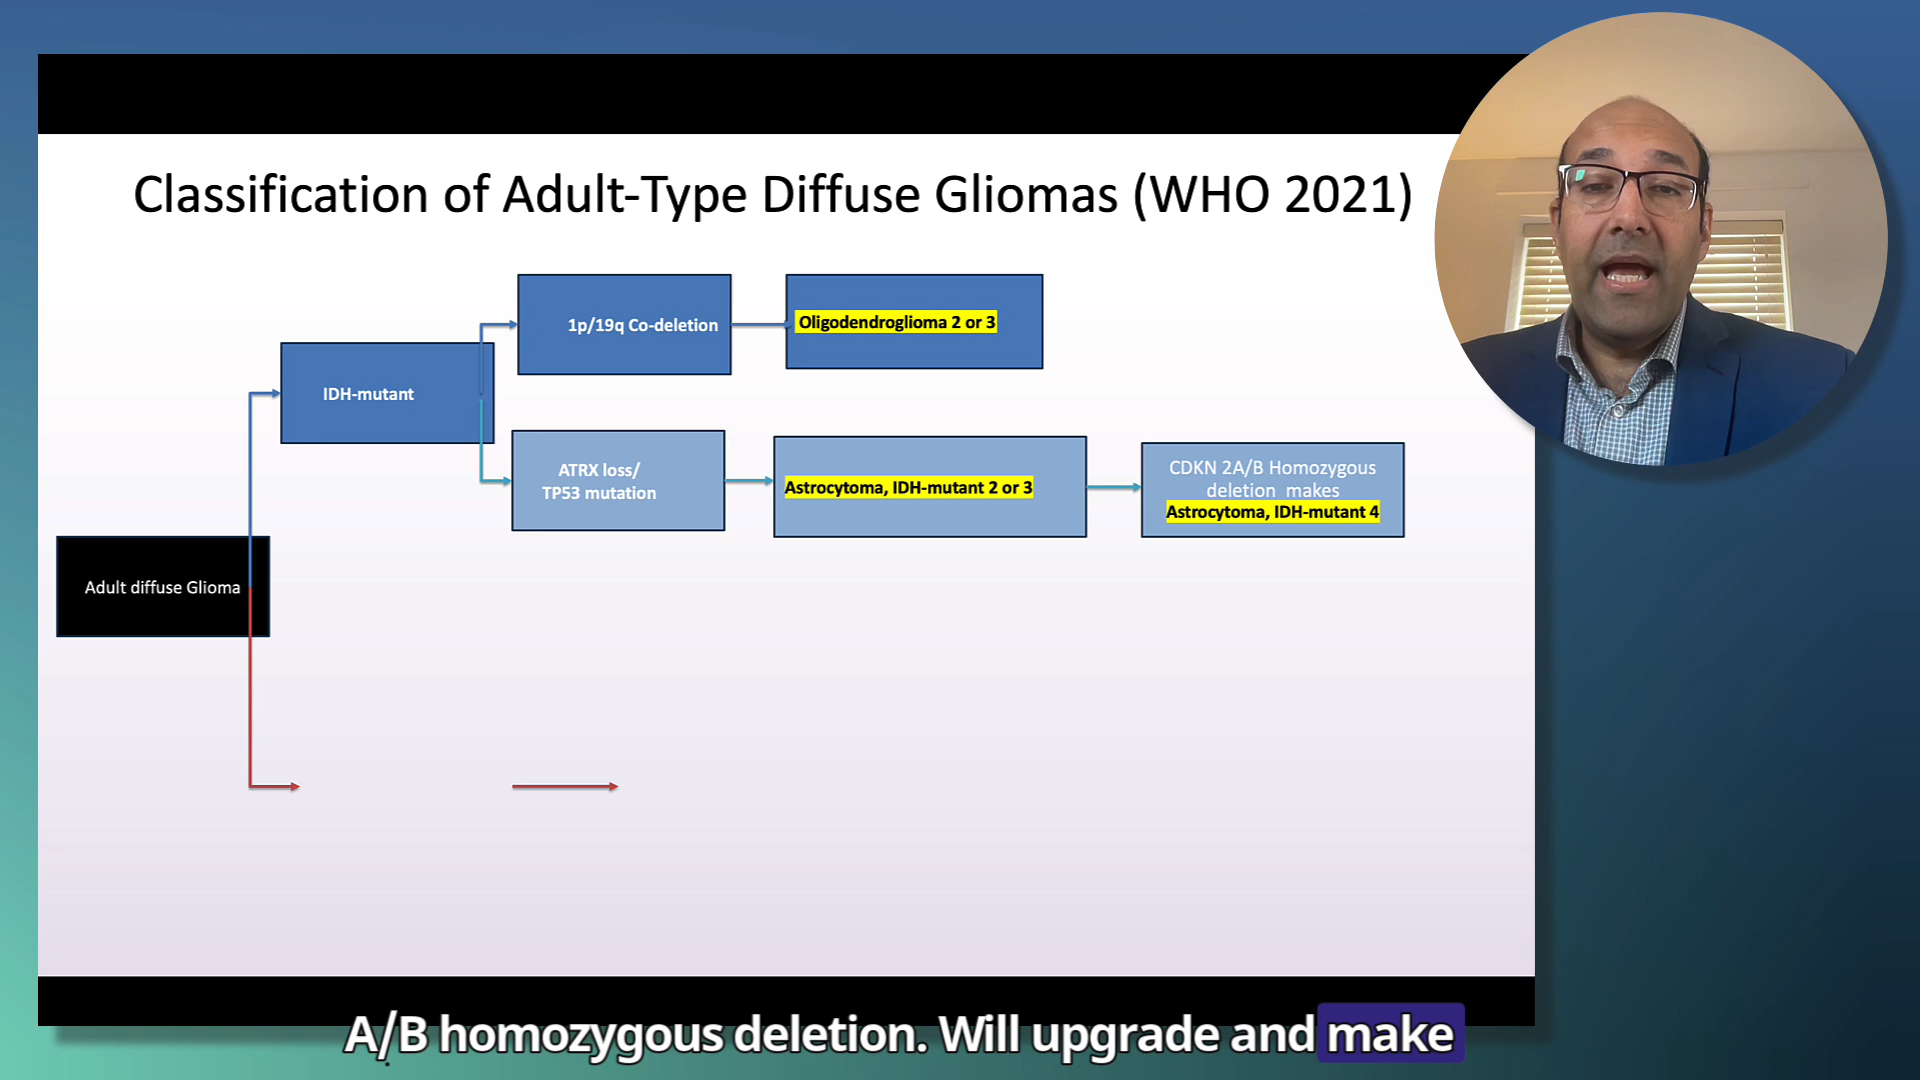 Classification of Adult-Type Diffuse Gliomas (WHO 2021)
1p/19q Co-deletion
Oligodendroglioma 2 or 3
IDH-mutant
ATRX loss/
TP53 mutation
Astrocytoma, IDH-mutant 2 or 3
CDKN 2A/B Homozygous
deletion makes
Astrocytoma, IDH-mutant 4
Adult diffuse Glioma
A/B homozygous deletion. Will upgrade and make